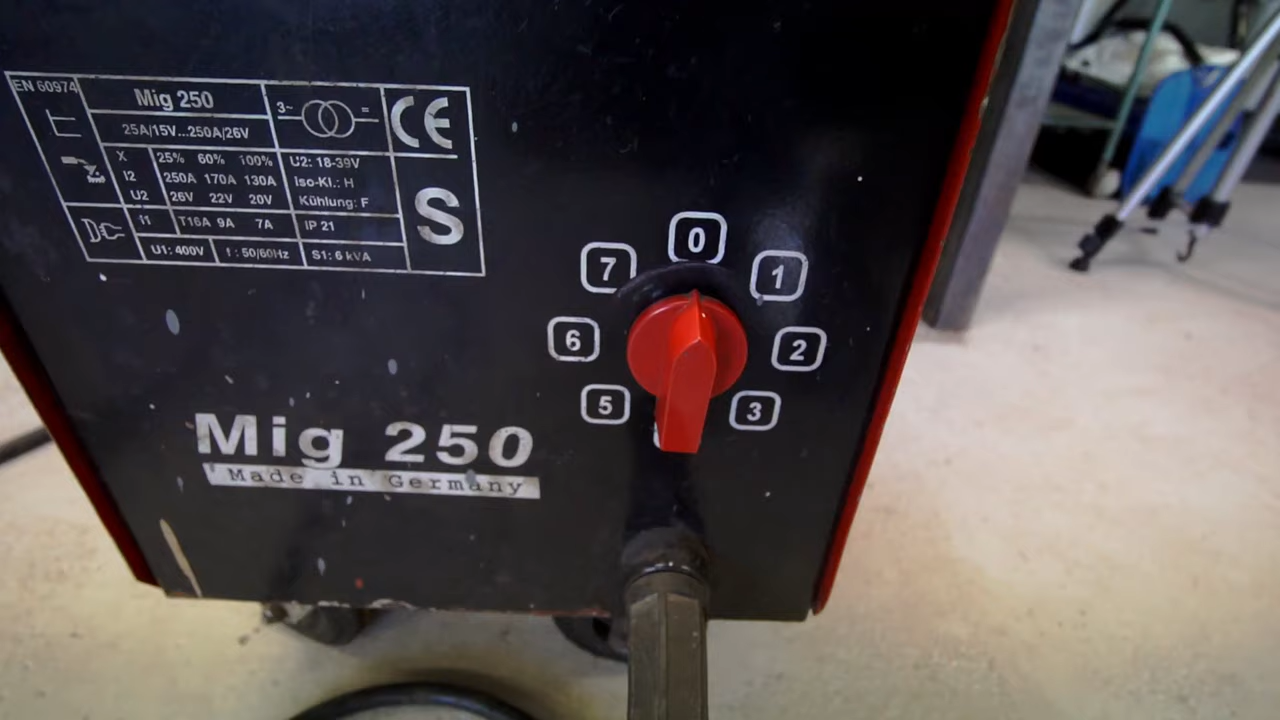 EN 60974
Mig 250
3~ =
CE
25A/15V...250A/26V
X 25% 60% 100%
I2 250A 170A 130A
U2 26V 22V 20V
U2: 18-39V
Iso-Kl.: H
Kühlung: F
S
I1 T16A 9A 7A
IP 21
U1: 400V
f : 50/60Hz
S1: 6 kVA
0
7
1
6
2
5
3
Mig 250
Made in Germany